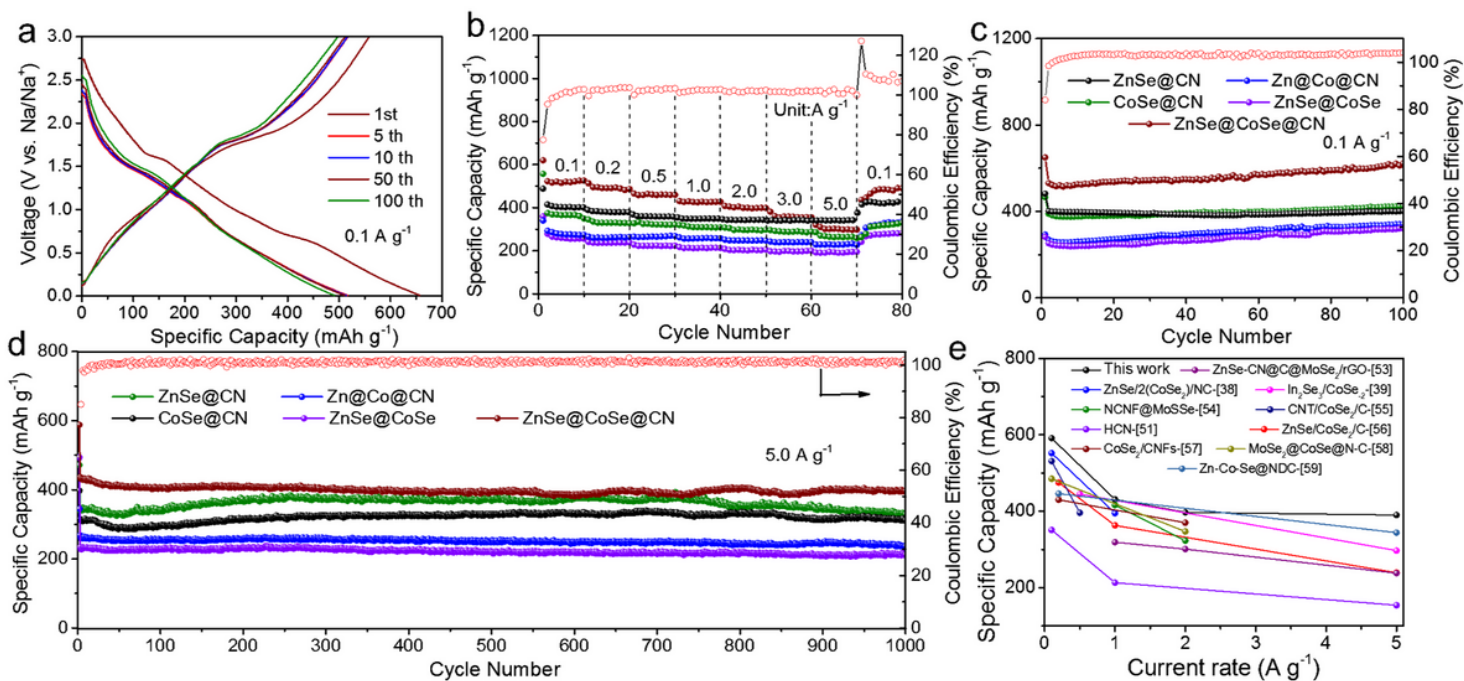 a
3.0
2.5
2.0
1.5
1.0
0.5
0.0
Voltage (V vs. Na/Na⁺)
1st
5 th
10 th
50 th
100 th
0.1 A g⁻¹
0 100 200 300 400 500 600 700
Specific Capacity (mAh g⁻¹)
b
1200
1000
800
600
400
200
0
Specific Capacity (mAh g⁻¹)
Unit:A g⁻¹
0.1 0.2 0.5 1.0 2.0 3.0 5.0 0.1
120
100
80
60
40
20
0
Coulombic Efficiency (%)
0 20 40 60 80
Cycle Number
c
1200
900
600
300
0
Specific Capacity (mAh g⁻¹)
ZnSe@CN Zn@Co@CN
CoSe@CN ZnSe@CoSe
ZnSe@CoSe@CN
0.1 A g⁻¹
100
80
60
40
20
0
Coulombic Efficiency (%)
0 20 40 60 80 100
Cycle Number
d
800
600
400
200
0
Specific Capacity (mAh g⁻¹)
ZnSe@CN Zn@Co@CN
CoSe@CN ZnSe@CoSe ZnSe@CoSe@CN
5.0 A g⁻¹
100
80
60
40
20
0
Coulombic Efficiency (%)
0 100 200 300 400 500 600 700 800 900 1000
Cycle Number
e
800
600
400
200
Specific Capacity (mAh g⁻¹)
This work ZnSe-CN@C@MoSe₂/rGO-[53]
ZnSe/2(CoSe₂)/NC-[38] In₂Se₃/CoSe₋₂-[39]
NCNF@MoSSe-[54] CNT/CoSe₂/C-[55]
HCN-[51] ZnSe/CoSe₂/C-[56]
CoSe₂/CNFs-[57] MoSe₂@CoSe@N-C-[58]
Zn-Co-Se@NDC-[59]
0 1 2 3 4 5
Current rate (A g⁻¹)